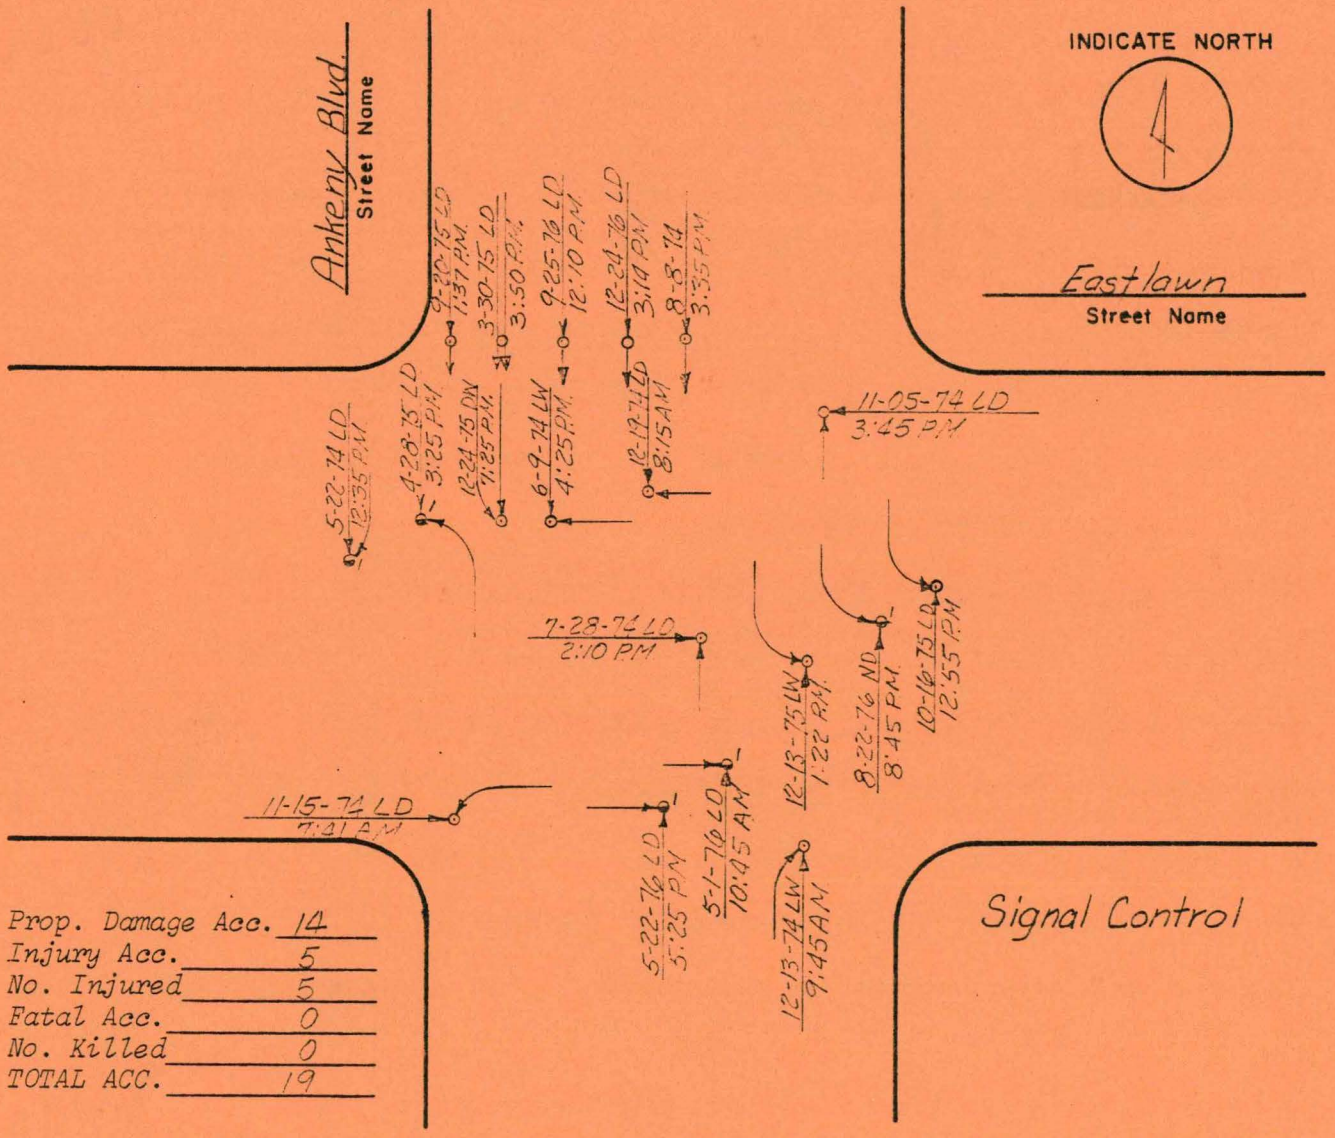 INDICATE NORTH
Ankeny Blvd.
Street Name
Eastlawn
Street Name
9-20-75 LD
1:37 P.M.
3-30-75 LD
3:50 P.M.
9-25-76 LD
12:10 P.M.
12-24-76 LD
3:14 PM
8-8-74
3:35 P.M.
5-22-74 LD
12:35 P.M.
4-28-75 LD
3:25 P.M.
12-24-75 DN
7:25 P.M.
6-9-74 LW
4:25 P.M.
12-19-74 LD
8:15 AM
11-05-74 LD
3:45 P.M.
7-28-74 LD
2:10 P.M.
12-13-75 LW
1:22 P.M.
8-22-76 ND
8:45 P.M.
10-16-75 LD
12:55 P.M.
11-15-74 LD
7:41 A.M.
5-22-76 LD
5:25 PM
5-1-76 LD
10:45 AM
12-13-74 LW
9:45 AM
Signal Control
Prop. Damage Acc. 14
Injury Acc. 5
No. Injured 5
Fatal Acc. 0
No. Killed 0
TOTAL ACC. 19